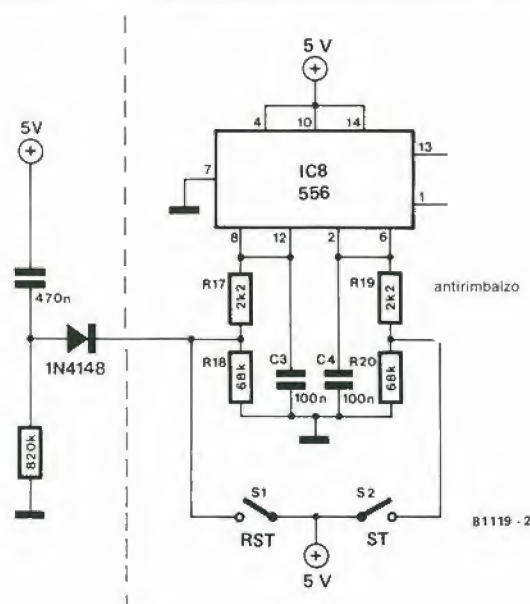 5 V
+
4 10 14
5V
+
13
7
IC8
556
1
8 12 2 6
470n
R17
2k2
R19
2k2
antirimbalzo
1N4148
R18
68k
C3
100n
C4
100n
R20
68k
820k
S1
S2
RST
ST
81119 - 2
+
5 V